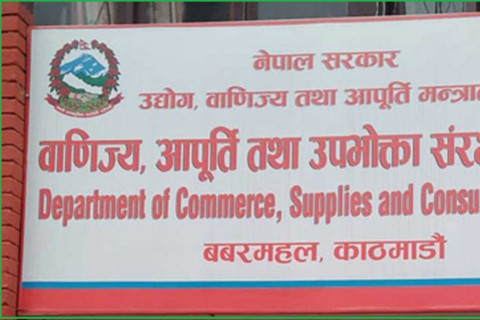 नेपाल सरकार
उद्योग, वाणिज्य तथा आपूर्ति
वाणिज्य, आपूर्ति तथा उपभोक्ता
Department of Commerce, Supplies and
बबरमहल, काठमाडौं